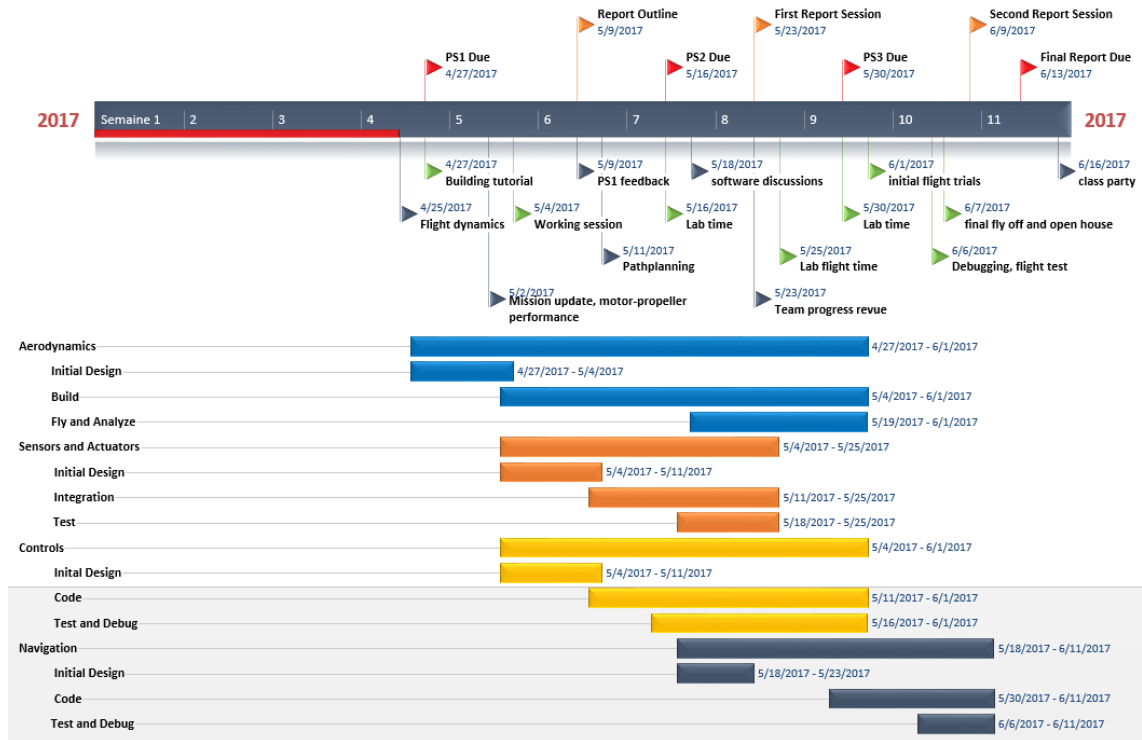 Report Outline
5/9/2017
First Report Session
5/23/2017
Second Report Session
6/9/2017
PS1 Due
4/27/2017
PS2 Due
5/16/2017
PS3 Due
5/30/2017
Final Report Due
6/13/2017
2017
Semaine 1 2 3 4 5 6 7 8 9 10 11
2017
4/27/2017
Building tutorial
5/9/2017
PS1 feedback
5/18/2017
software discussions
6/1/2017
initial flight trials
6/16/2017
class party
4/25/2017
Flight dynamics
5/4/2017
Working session
5/16/2017
Lab time
5/30/2017
Lab time
6/7/2017
final fly off and open house
5/11/2017
Pathplanning
5/25/2017
Lab flight time
6/6/2017
Debugging, flight test
5/2/2017
Mission update, motor-propeller
performance
5/23/2017
Team progress revue
Aerodynamics 4/27/2017 - 6/1/2017
Initial Design 4/27/2017 - 5/4/2017
Build 5/4/2017 - 6/1/2017
Fly and Analyze 5/19/2017 - 6/1/2017
Sensors and Actuators 5/4/2017 - 5/25/2017
Initial Design 5/4/2017 - 5/11/2017
Integration 5/11/2017 - 5/25/2017
Test 5/18/2017 - 5/25/2017
Controls 5/4/2017 - 6/1/2017
Inital Design 5/4/2017 - 5/11/2017
Code 5/11/2017 - 6/1/2017
Test and Debug 5/16/2017 - 6/1/2017
Navigation 5/18/2017 - 6/11/2017
Initial Design 5/18/2017 - 5/23/2017
Code 5/30/2017 - 6/11/2017
Test and Debug 6/6/2017 - 6/11/2017